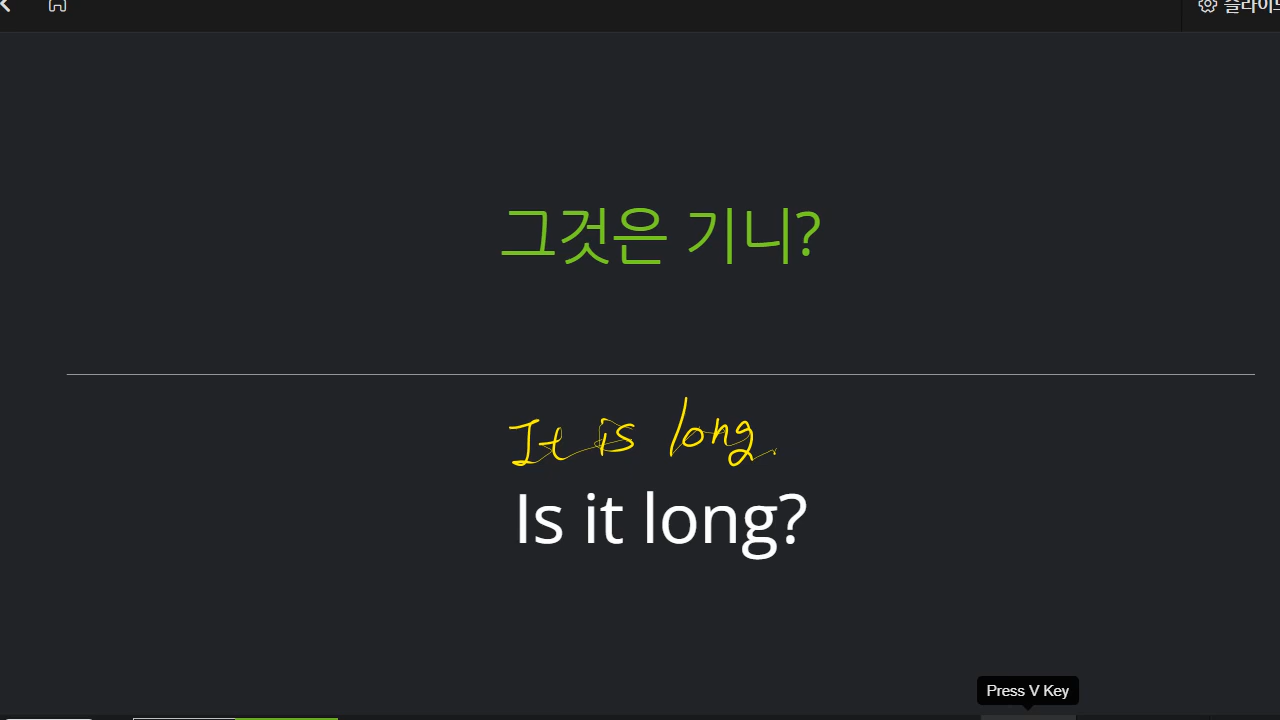 그것은 기니?
It is long.
Is it long?
Press V Key